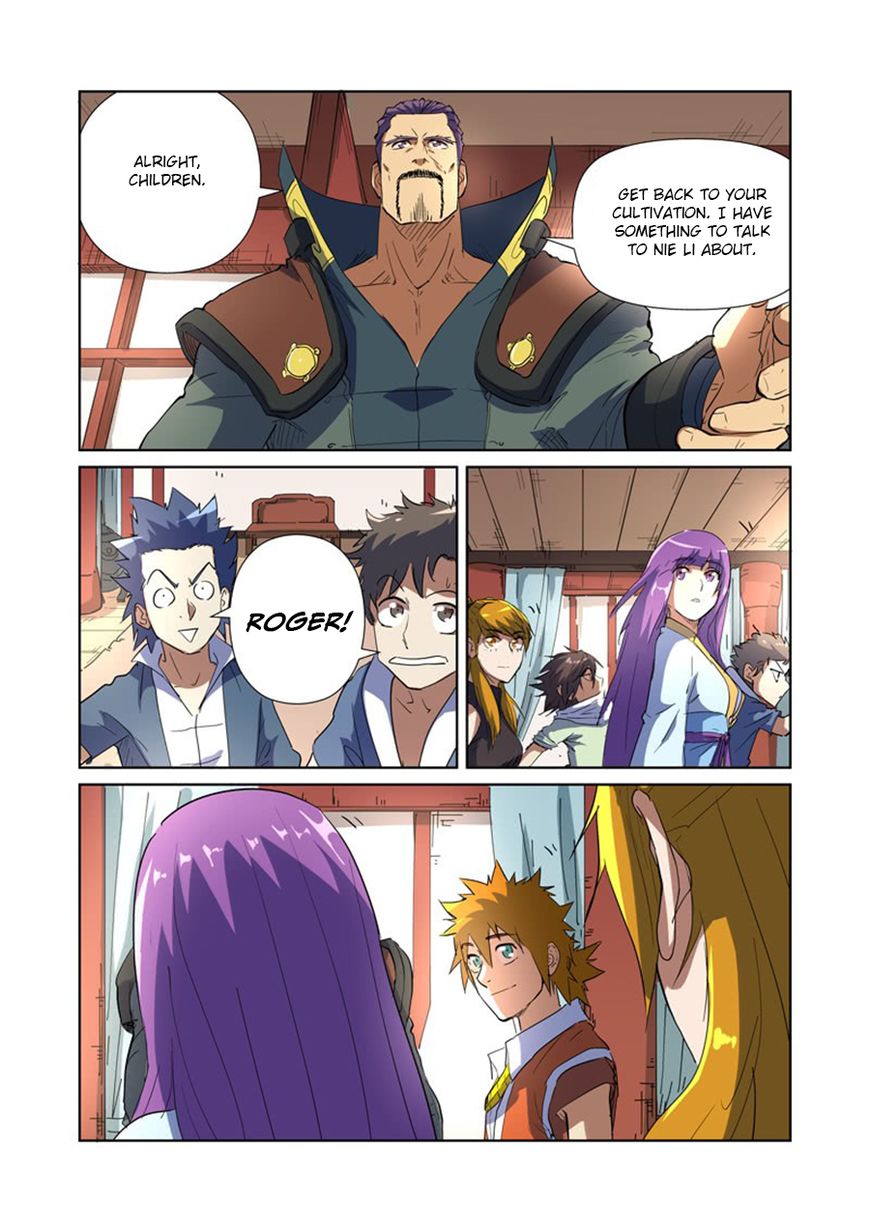 ALRIGHT,
CHILDREN.
GET BACK TO YOUR
CULTIVATION. I HAVE
SOMETHING TO TALK
TO NIE LI ABOUT.
ROGER!